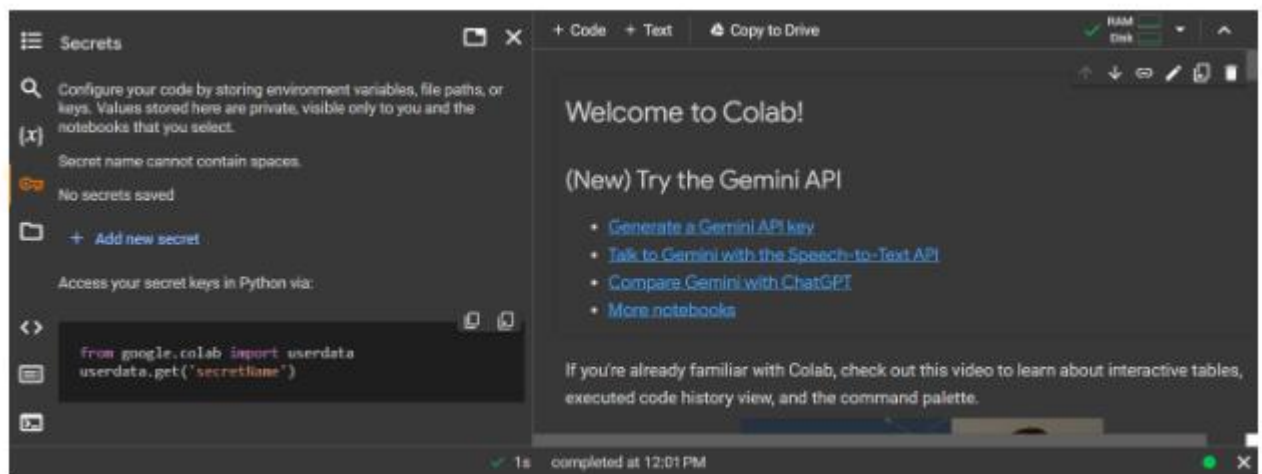 Secrets
Configure your code by storing environment variables, file paths, or
keys. Values stored here are private, visible only to you and the
notebooks that you select.
Secret name cannot contain spaces.
No secrets saved
+ Add new secret
Access your secret keys in Python via:
from google.colab import userdata
userdata.get('secretName')
{x}
<>
+ Code + Text Copy to Drive
RAM
Disk
Welcome to Colab!
(New) Try the Gemini API
• Generate a Gemini API key
• Talk to Gemini with the Speech-to-Text API
• Compare Gemini with ChatGPT
• More notebooks
If you're already familiar with Colab, check out this video to learn about interactive tables,
executed code history view, and the command palette.
1s completed at 12:01 PM